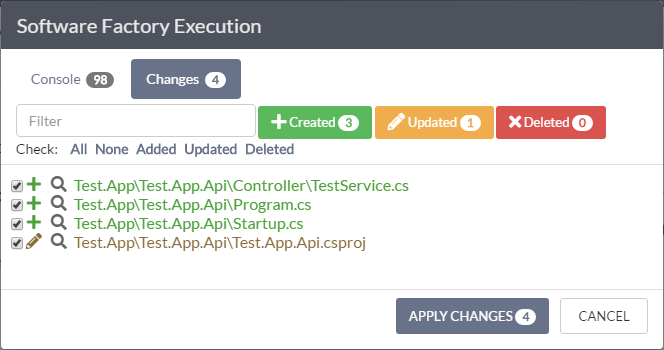 Software Factory Execution
Console 98 Changes 4
Filter Created 3 Updated 1 Deleted 0
Check: All None Added Updated Deleted
Test.App\Test.App.Api\Controller\TestService.cs
Test.App\Test.App.Api\Program.cs
Test.App\Test.App.Api\Startup.cs
Test.App\Test.App.Api\Test.App.Api.csproj
APPLY CHANGES 4 CANCEL